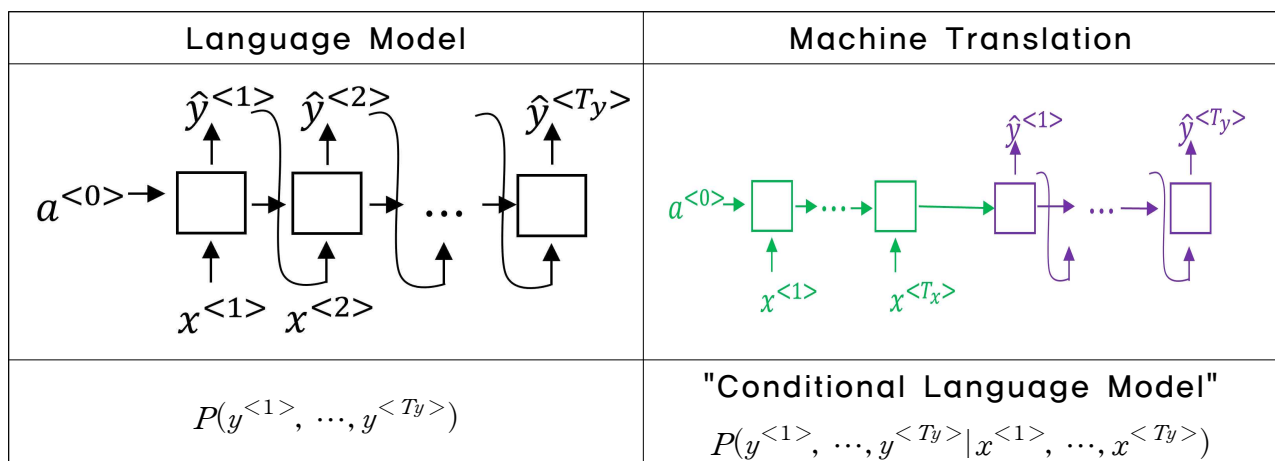 Language Model
ŷ<1> ŷ<2> ŷ<Ty>
a<0> ...
x<1> x<2>
P(y<1>, ⋯, y<Ty>)
Machine Translation
ŷ<1> ŷ<Ty>
a<0> ... ...
x<1> x<Tx>
"Conditional Language Model"
P(y<1>, ⋯, y<Ty>|x<1>, ⋯, x<Ty>)